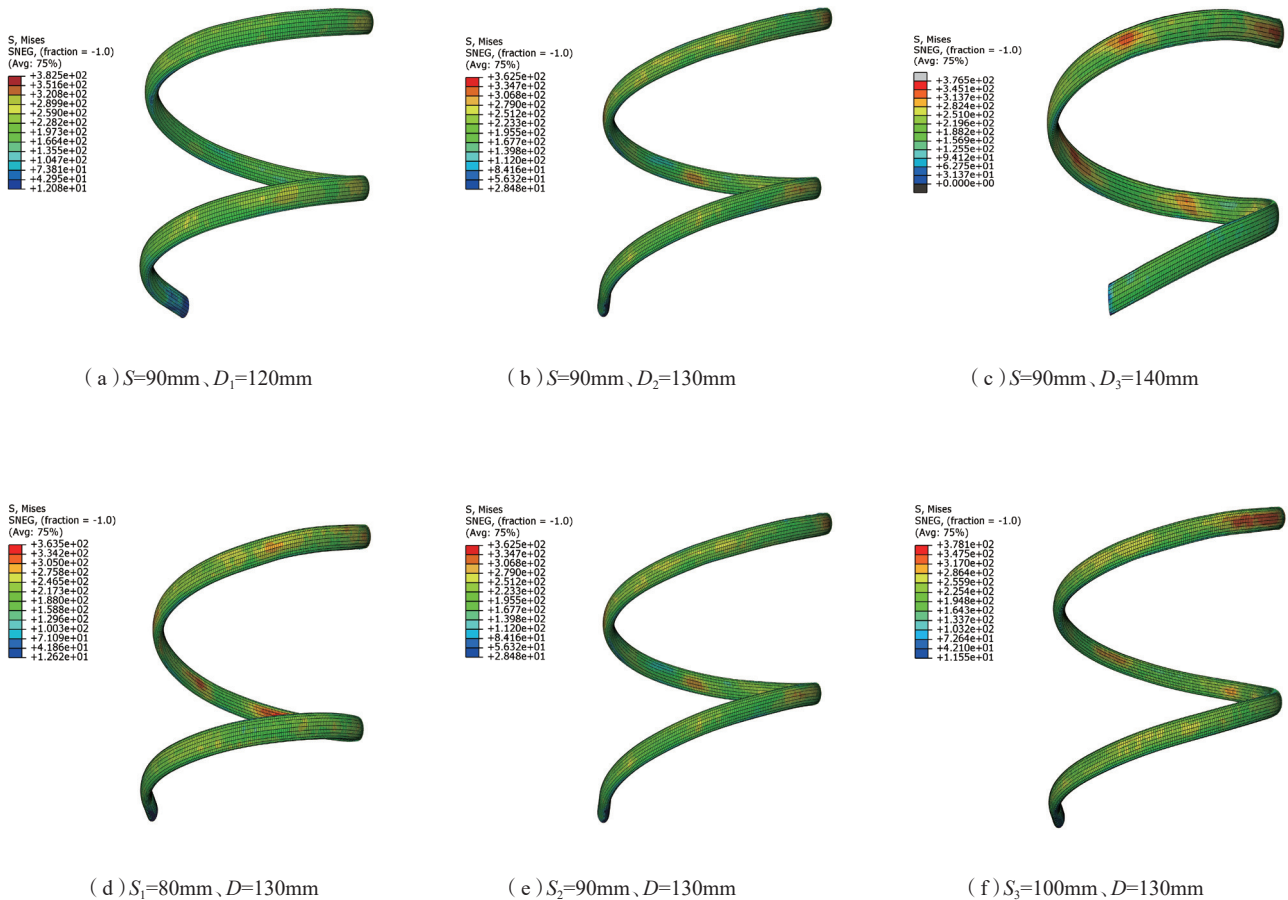 S, Mises
SNEG, (fraction = -1.0)
(Avg: 75%)
+3.825e+02
+3.516e+02
+3.208e+02
+2.899e+02
+2.590e+02
+2.282e+02
+1.973e+02
+1.664e+02
+1.355e+02
+1.047e+02
+7.381e+01
+4.295e+01
+1.208e+01
S, Mises
SNEG, (fraction = -1.0)
(Avg: 75%)
+3.625e+02
+3.347e+02
+3.068e+02
+2.790e+02
+2.512e+02
+2.233e+02
+1.955e+02
+1.677e+02
+1.398e+02
+1.120e+02
+8.416e+01
+5.632e+01
+2.848e+01
S, Mises
SNEG, (fraction = -1.0)
(Avg: 75%)
+3.765e+02
+3.451e+02
+3.137e+02
+2.824e+02
+2.510e+02
+2.196e+02
+1.882e+02
+1.569e+02
+1.255e+02
+9.412e+01
+6.275e+01
+3.137e+01
+0.000e+00
(a)S=90mm、D₁=120mm
(b)S=90mm、D₂=130mm
(c)S=90mm、D₃=140mm
S, Mises
SNEG, (fraction = -1.0)
(Avg: 75%)
+3.635e+02
+3.342e+02
+3.050e+02
+2.758e+02
+2.465e+02
+2.173e+02
+1.880e+02
+1.588e+02
+1.296e+02
+1.003e+02
+7.109e+01
+4.186e+01
+1.262e+01
S, Mises
SNEG, (fraction = -1.0)
(Avg: 75%)
+3.625e+02
+3.347e+02
+3.068e+02
+2.790e+02
+2.512e+02
+2.233e+02
+1.955e+02
+1.677e+02
+1.398e+02
+1.120e+02
+8.416e+01
+5.632e+01
+2.848e+01
S, Mises
SNEG, (fraction = -1.0)
(Avg: 75%)
+3.781e+02
+3.475e+02
+3.170e+02
+2.864e+02
+2.559e+02
+2.254e+02
+1.948e+02
+1.643e+02
+1.337e+02
+1.032e+02
+7.264e+01
+4.210e+01
+1.155e+01
(d)S₁=80mm、D=130mm
(e)S₂=90mm、D=130mm
(f)S₃=100mm、D=130mm